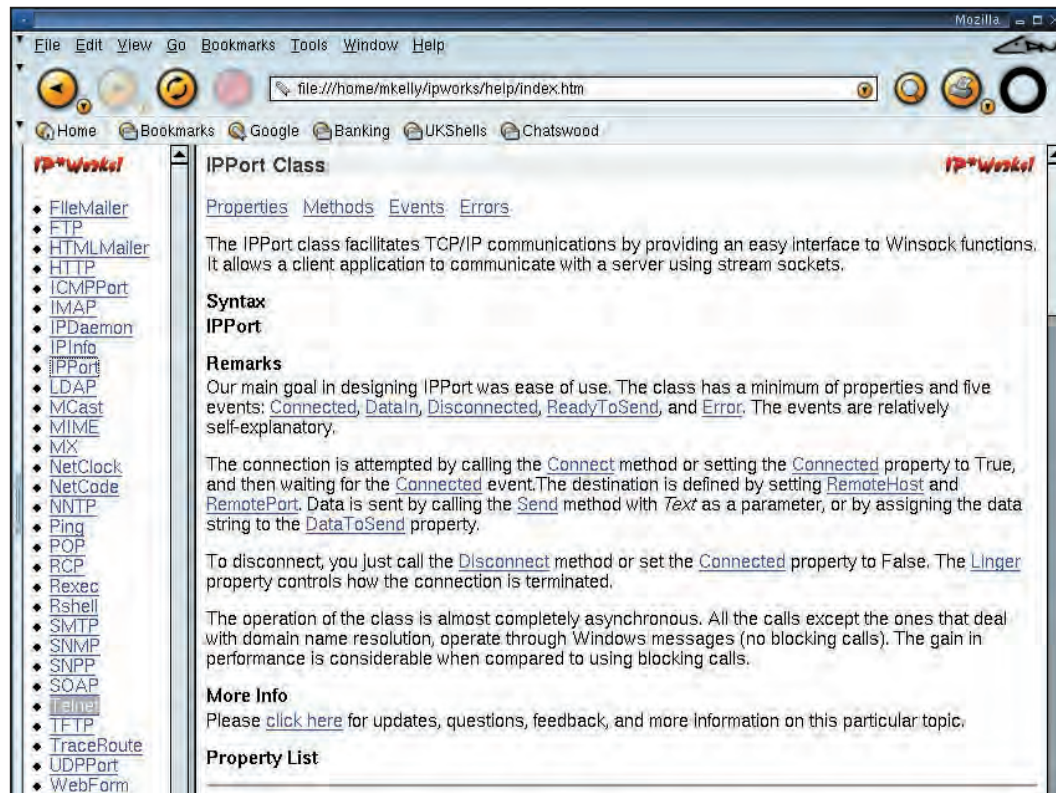 Mozilla
File Edit View Go Bookmarks Tools Window Help
file:///home/mkelly/ipworks/help/index.htm
Home Bookmarks Google Banking UKShells Chatswood
IP*Works!
FileMailer
FTP
HTMLMailer
HTTP
ICMPPort
IMAP
IPDaemon
IPInfo
IPPort
LDAP
MCast
MIME
MX
NetClock
NetCode
NNTP
Ping
POP
RCP
Rexec
Rshell
SMTP
SNMP
SNPP
SOAP
Telnet
TFTP
TraceRoute
UDPPort
WebForm
IPPort Class
IP*Works!
Properties Methods Events Errors
The IPPort class facilitates TCP/IP communications by providing an easy interface to Winsock functions.
It allows a client application to communicate with a server using stream sockets.
Syntax
IPPort
Remarks
Our main goal in designing IPPort was ease of use. The class has a minimum of properties and five
events: Connected, DataIn, Disconnected, ReadyToSend, and Error. The events are relatively
self-explanatory.
The connection is attempted by calling the Connect method or setting the Connected property to True,
and then waiting for the Connected event.The destination is defined by setting RemoteHost and
RemotePort. Data is sent by calling the Send method with Text as a parameter, or by assigning the data
string to the DataToSend property.
To disconnect, you just call the Disconnect method or set the Connected property to False. The Linger
property controls how the connection is terminated.
The operation of the class is almost completely asynchronous. All the calls except the ones that deal
with domain name resolution, operate through Windows messages (no blocking calls). The gain in
performance is considerable when compared to using blocking calls.
More Info
Please click here for updates, questions, feedback, and more information on this particular topic.
Property List